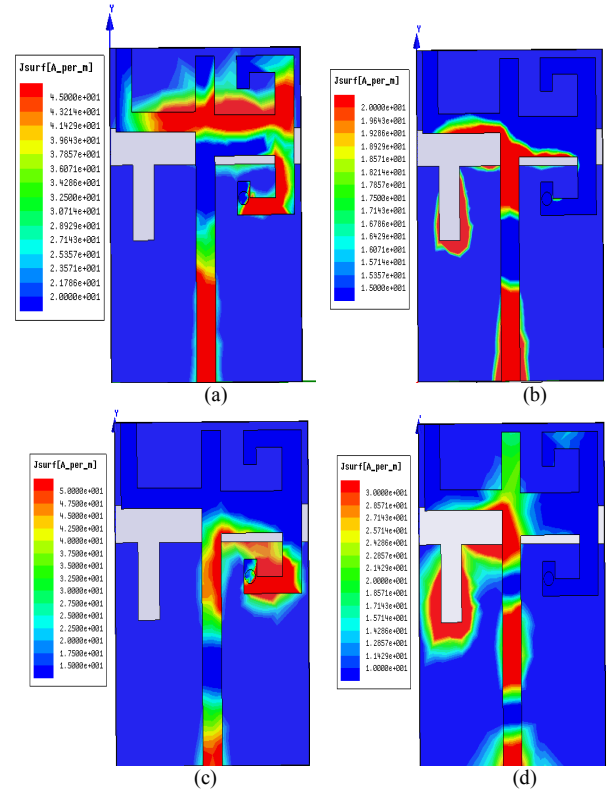 Y
Jsurf[A_per_m]
4.5000e+001
4.3214e+001
4.1429e+001
3.9643e+001
3.7857e+001
3.6071e+001
3.4286e+001
3.2500e+001
3.0714e+001
2.8929e+001
2.7143e+001
2.5357e+001
2.3571e+001
2.1786e+001
2.0000e+001
(a)
Y
Jsurf[A_per_m]
2.0000e+001
1.9643e+001
1.9286e+001
1.8929e+001
1.8571e+001
1.8214e+001
1.7857e+001
1.7500e+001
1.7143e+001
1.6786e+001
1.6429e+001
1.6071e+001
1.5714e+001
1.5357e+001
1.5000e+001
(b)
Y
Jsurf[A_per_m]
5.0000e+001
4.7500e+001
4.5000e+001
4.2500e+001
4.0000e+001
3.7500e+001
3.5000e+001
3.2500e+001
3.0000e+001
2.7500e+001
2.5000e+001
2.2500e+001
2.0000e+001
1.7500e+001
1.5000e+001
(c)
Y
Jsurf[A_per_m]
3.0000e+001
2.8571e+001
2.7143e+001
2.5714e+001
2.4286e+001
2.2857e+001
2.1429e+001
2.0000e+001
1.8571e+001
1.7143e+001
1.5714e+001
1.4286e+001
1.2857e+001
1.1429e+001
1.0000e+001
(d)